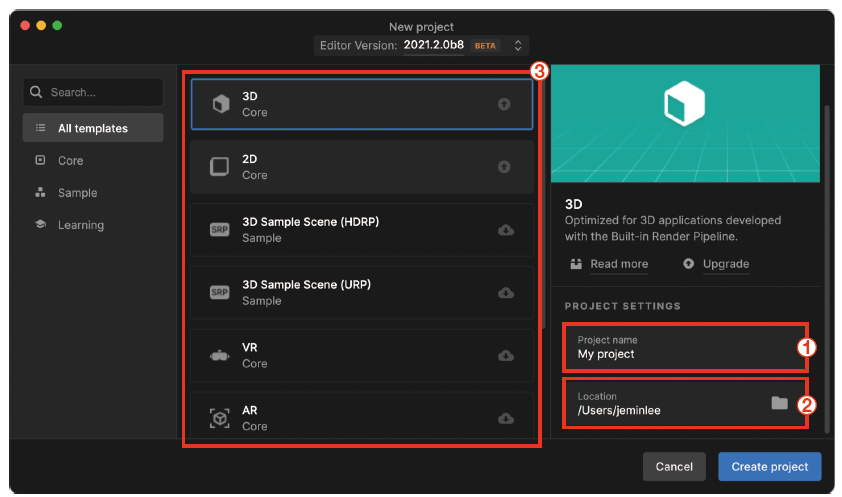 New project
Editor Version: 2021.2.0b8 BETA
Search...
All templates
Core
Sample
Learning
③
3D
Core
2D
Core
SRP
3D Sample Scene (HDRP)
Sample
SRP
3D Sample Scene (URP)
Sample
VR
Core
AR
Core
3D
Optimized for 3D applications developed
with the Built-in Render Pipeline.
Read more
Upgrade
PROJECT SETTINGS
Project name
My project
①
Location
/Users/jeminlee
②
Cancel
Create project